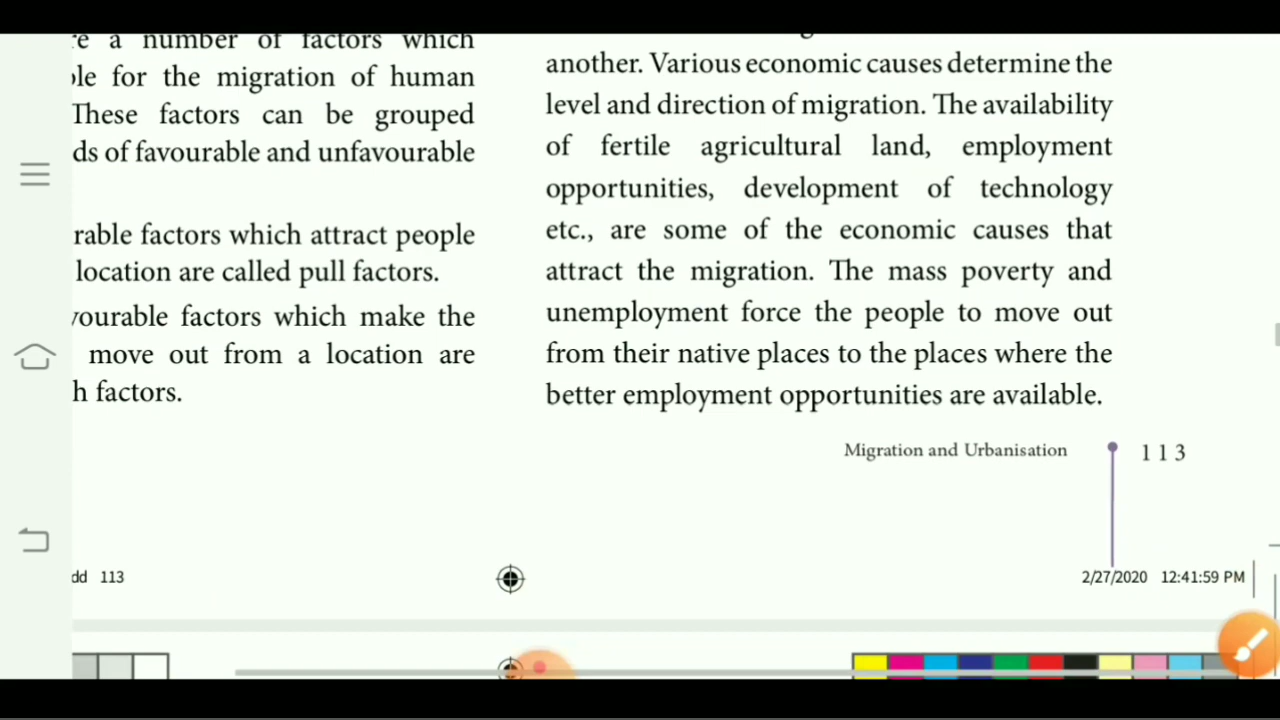 re a number of factors which
ble for the migration of human
These factors can be grouped
ds of favourable and unfavourable
rable factors which attract people
location are called pull factors.
vourable factors which make the
move out from a location are
h factors.
another. Various economic causes determine the
level and direction of migration. The availability
of fertile agricultural land, employment
opportunities, development of technology
etc., are some of the economic causes that
attract the migration. The mass poverty and
unemployment force the people to move out
from their native places to the places where the
better employment opportunities are available.
Migration and Urbanisation 113
dd 113
2/27/2020 12:41:59 PM